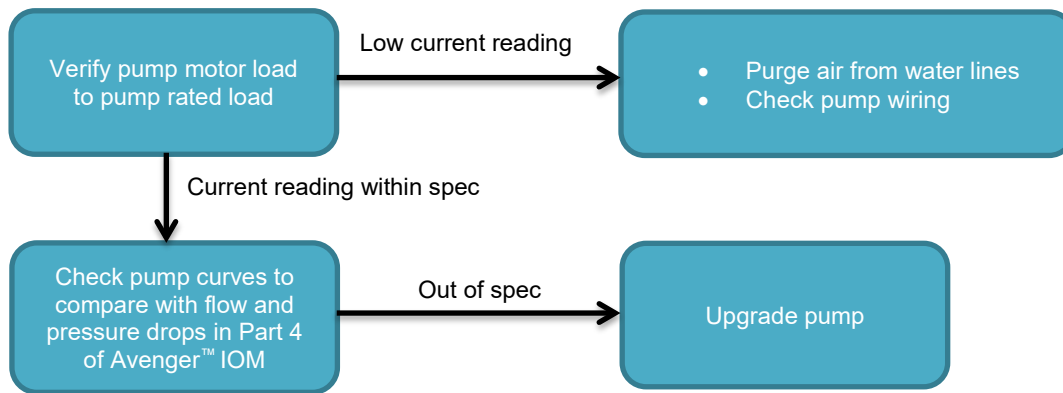 Verify pump motor load
to pump rated load
Low current reading
• Purge air from water lines
• Check pump wiring
Current reading within spec
Check pump curves to
compare with flow and
pressure drops in Part 4
of Avenger™ IOM
Out of spec
Upgrade pump